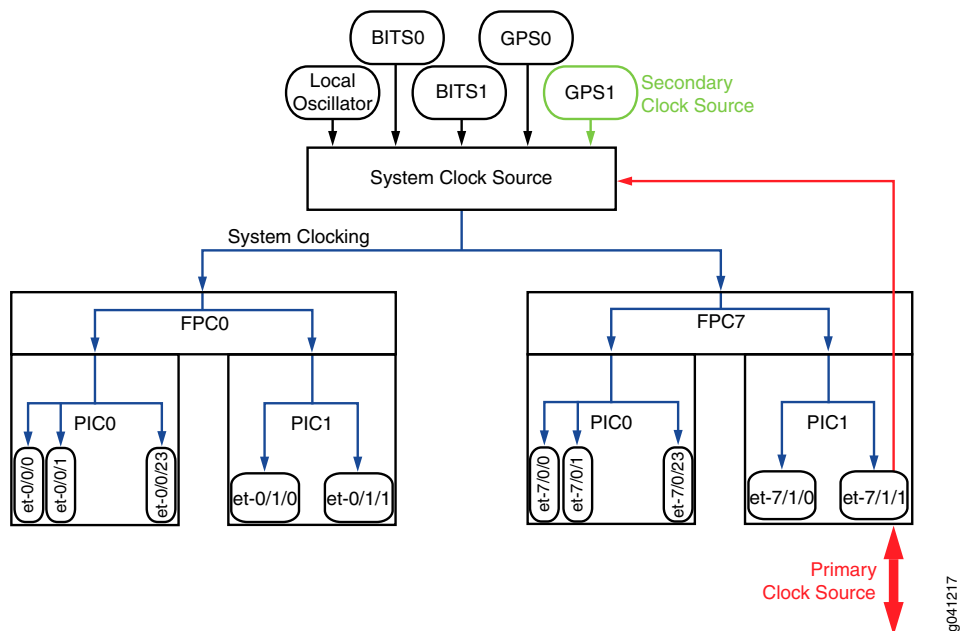 BITS0
GPS0
Local
Oscillator
BITS1
GPS1
Secondary
Clock Source
System Clock Source
System Clocking
FPC0
FPC7
PIC0
PIC1
PIC0
PIC1
et-0/0/0
et-0/0/1
et-0/0/23
et-0/1/0
et-0/1/1
et-7/0/0
et-7/0/1
et-7/0/23
et-7/1/0
et-7/1/1
Primary
Clock Source
g041217